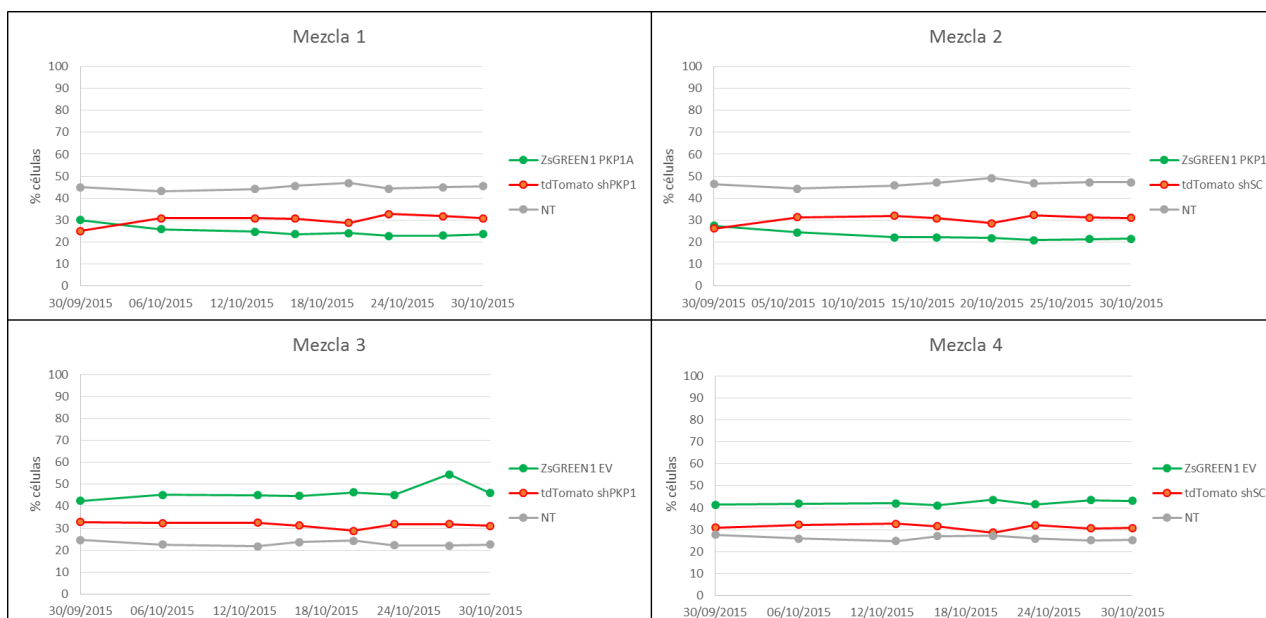 Mezcla 1
% células
100
90
80
70
60
50
40
30
20
10
0
30/09/2015 06/10/2015 12/10/2015 18/10/2015 24/10/2015 30/10/2015
ZsGREEN1 PKP1A
tdTomato shPKP1
NT
Mezcla 2
% células
100
90
80
70
60
50
40
30
20
10
0
30/09/2015 05/10/2015 10/10/2015 15/10/2015 20/10/2015 25/10/2015 30/10/2015
ZsGREEN1 PKP1
tdTomato shSC
NT
Mezcla 3
% células
100
90
80
70
60
50
40
30
20
10
0
30/09/2015 06/10/2015 12/10/2015 18/10/2015 24/10/2015 30/10/2015
ZsGREEN1 EV
tdTomato shPKP1
NT
Mezcla 4
% células
100
90
80
70
60
50
40
30
20
10
0
30/09/2015 06/10/2015 12/10/2015 18/10/2015 24/10/2015 30/10/2015
ZsGREEN1 EV
tdTomato shSC
NT